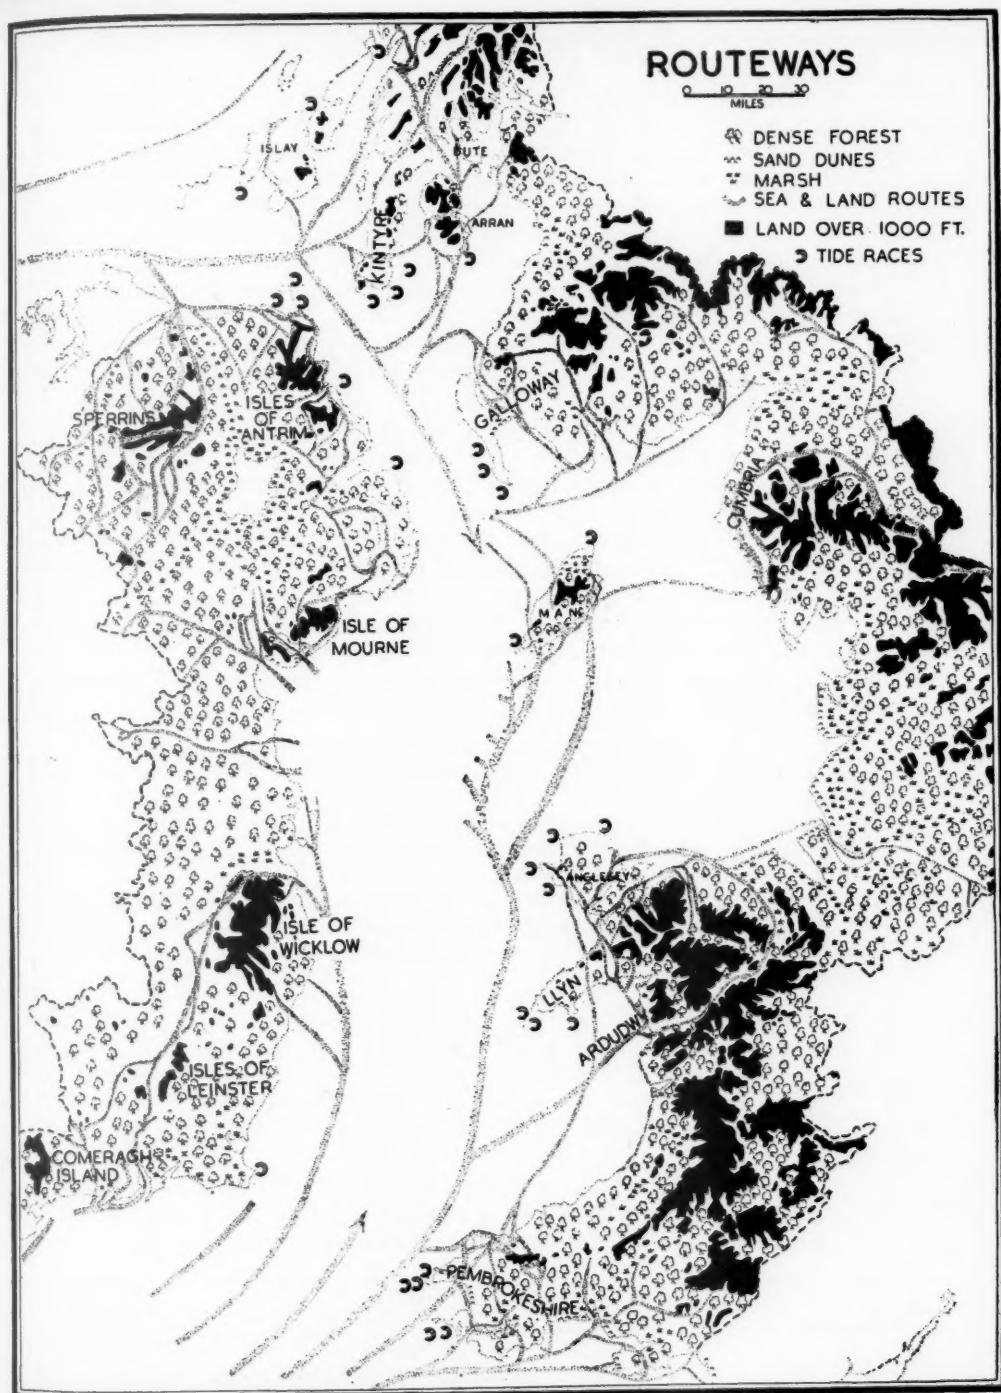 ROUTEWAYS
0 10 20 30
MILES
DENSE FOREST
SAND DUNES
MARSH
SEA & LAND ROUTES
LAND OVER 1000 FT.
TIDE RACES
ISLAY
BUTE
KINTYRE
ARRAN
SPERRINS
ISLES
OF
ANTRIM
GALLOWAY
CUMBRIA
MAN
ISLE OF
MOURNE
ANGLESEY
ISLE OF
WICKLOW
LLYN
ARDUDWY
ISLES OF
LEINSTER
COMERAGH
ISLAND
PEMBROKESHIRE